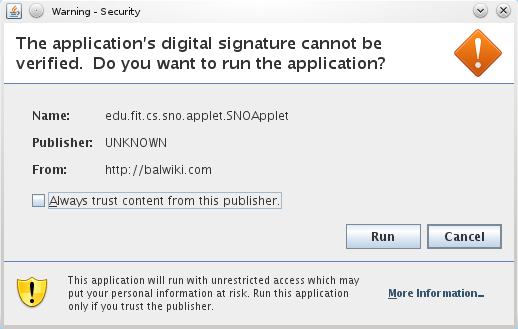 Warning - Security
The application's digital signature cannot be
verified. Do you want to run the application?
Name: edu.fit.cs.sno.applet.SNOApplet
Publisher: UNKNOWN
From: http://balwiki.com
Always trust content from this publisher.
Run Cancel
This application will run with unrestricted access which may
put your personal information at risk. Run this application
only if you trust the publisher.
More Information...